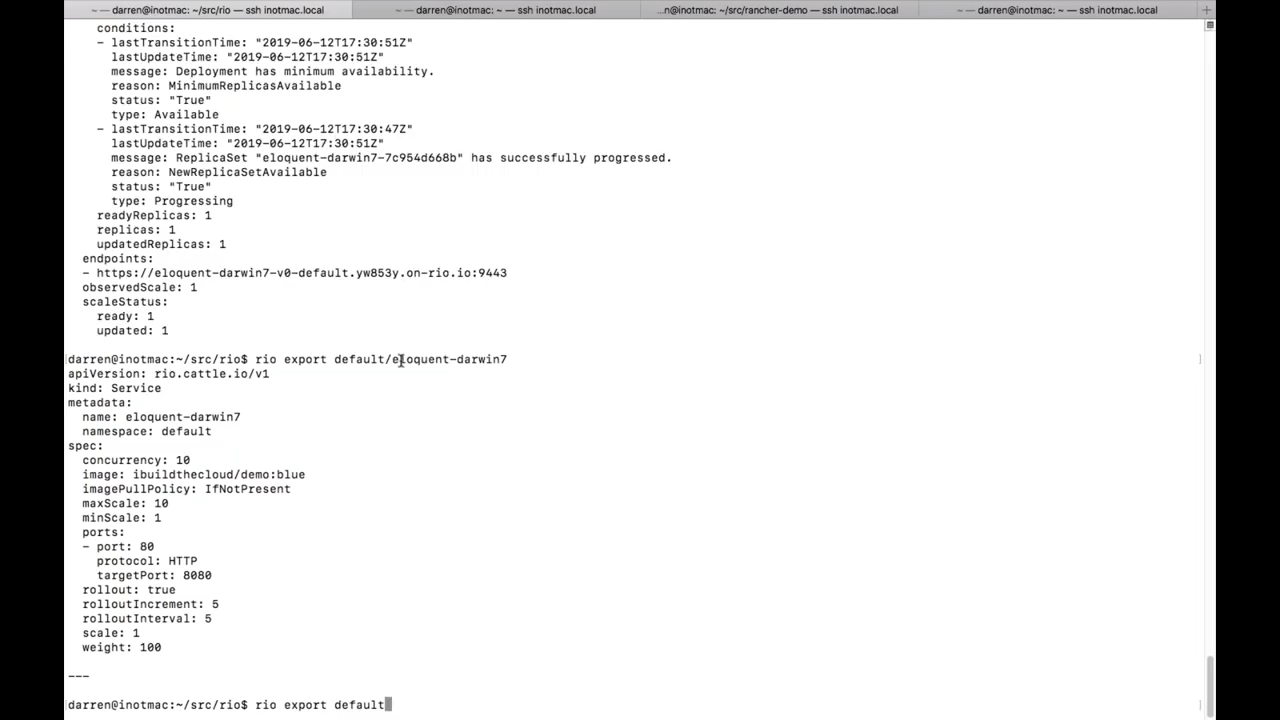 ~ — darren@inotmac: ~/src/rio — ssh inotmac.local
~ — darren@inotmac: ~ — ssh inotmac.local
...n@inotmac: ~/src/rancher-demo — ssh inotmac.local
~ — darren@inotmac: ~ — ssh inotmac.local
conditions:
- lastTransitionTime: "2019-06-12T17:30:51Z"
lastUpdateTime: "2019-06-12T17:30:51Z"
message: Deployment has minimum availability.
reason: MinimumReplicasAvailable
status: "True"
type: Available
- lastTransitionTime: "2019-06-12T17:30:47Z"
lastUpdateTime: "2019-06-12T17:30:51Z"
message: ReplicaSet "eloquent-darwin7-7c954d668b" has successfully progressed.
reason: NewReplicaSetAvailable
status: "True"
type: Progressing
readyReplicas: 1
replicas: 1
updatedReplicas: 1
endpoints:
- https://eloquent-darwin7-v0-default.yw853y.on-rio.io:9443
observedScale: 1
scaleStatus:
ready: 1
updated: 1
darren@inotmac:~/src/rio$ rio export default/eloquent-darwin7
apiVersion: rio.cattle.io/v1
kind: Service
metadata:
name: eloquent-darwin7
namespace: default
spec:
concurrency: 10
image: ibuildthecloud/demo:blue
imagePullPolicy: IfNotPresent
maxScale: 10
minScale: 1
ports:
- port: 80
protocol: HTTP
targetPort: 8080
rollout: true
rolloutIncrement: 5
rolloutInterval: 5
scale: 1
weight: 100
---
darren@inotmac:~/src/rio$ rio export default